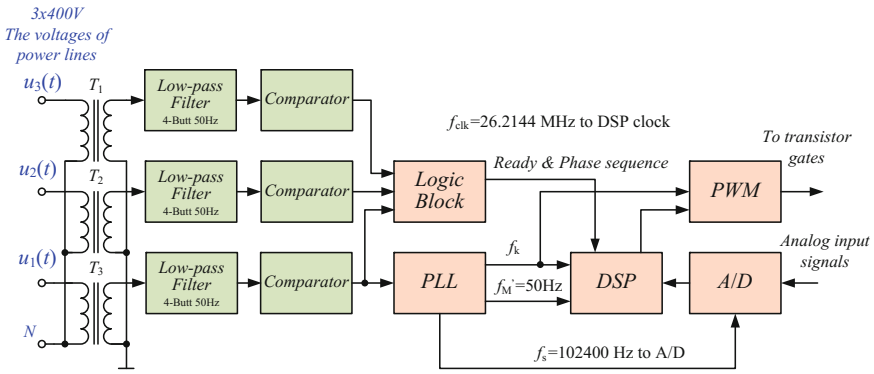 3x400V
The voltages of
power lines
u3(t)
T1
Low-pass
Filter
4-Butt 50Hz
Comparator
fclk=26.2144 MHz to DSP clock
u2(t)
T2
Low-pass
Filter
4-Butt 50Hz
Comparator
Logic
Block
Ready & Phase sequence
PWM
To transistor
gates
u1(t)
T3
Low-pass
Filter
4-Butt 50Hz
Comparator
PLL
fk
fM'=50Hz
DSP
A/D
Analog input
signals
N
fs=102400 Hz to A/D